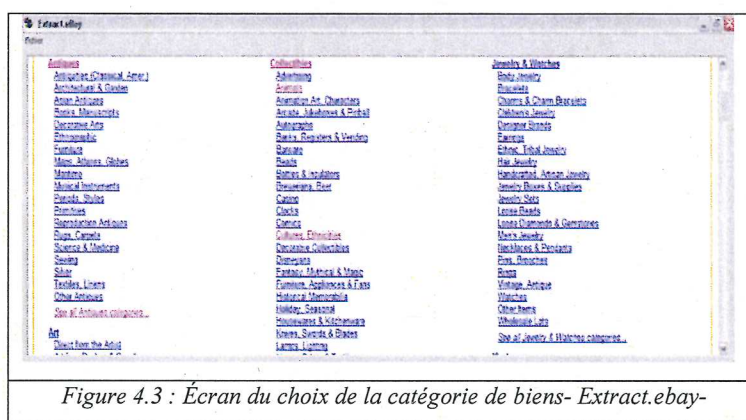 Extract.eBay
Fichier
Antiques
Antiquities (Classical, Amer.)
Architectural & Garden
Asian Antiques
Books, Manuscripts
Decorative Arts
Ethnographic
Furniture
Maps, Atlases, Globes
Maritime
Musical Instruments
Periods, Styles
Primitives
Reproduction Antiques
Rugs, Carpets
Science & Medicine
Sewing
Silver
Textiles, Linens
Other Antiques
See all Antiques categories...
Art
Direct from the Artist
Collectibles
Advertising
Animals
Animation Art, Characters
Arcade, Jukeboxes & Pinball
Autographs
Banks, Registers & Vending
Barware
Beads
Bottles & Insulators
Breweriana, Beer
Casino
Clocks
Comics
Cultures, Ethnicities
Decorative Collectibles
Disneyana
Fantasy, Mythical & Magic
Furniture, Appliances & Fans
Historical Memorabilia
Holiday, Seasonal
Housewares & Kitchenware
Knives, Swords & Blades
Lamps, Lighting
Jewelry & Watches
Body Jewelry
Bracelets
Charms & Charm Bracelets
Children's Jewelry
Designer Brands
Earrings
Ethnic, Tribal Jewelry
Hair Jewelry
Handcrafted, Artisan Jewelry
Jewelry Boxes & Supplies
Jewelry Sets
Loose Beads
Loose Diamonds & Gemstones
Men's Jewelry
Necklaces & Pendants
Pins, Brooches
Rings
Vintage, Antique
Watches
Other Items
Wholesale Lots
See all Jewelry & Watches categories...
Figure 4.3 : Écran du choix de la catégorie de biens- Extract.ebay-